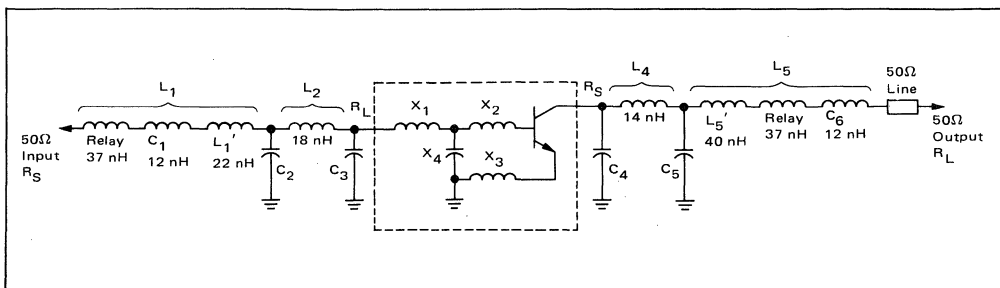 L1
L2
L4
L5
RL
X1
X2
RS
50Ω
Line
50Ω
Input
RS
Relay
37 nH
C1
12 nH
L1'
22 nH
C2
18 nH
C3
X4
X3
C4
14 nH
C5
L5'
40 nH
Relay
37 nH
C6
12 nH
50Ω
Output
RL